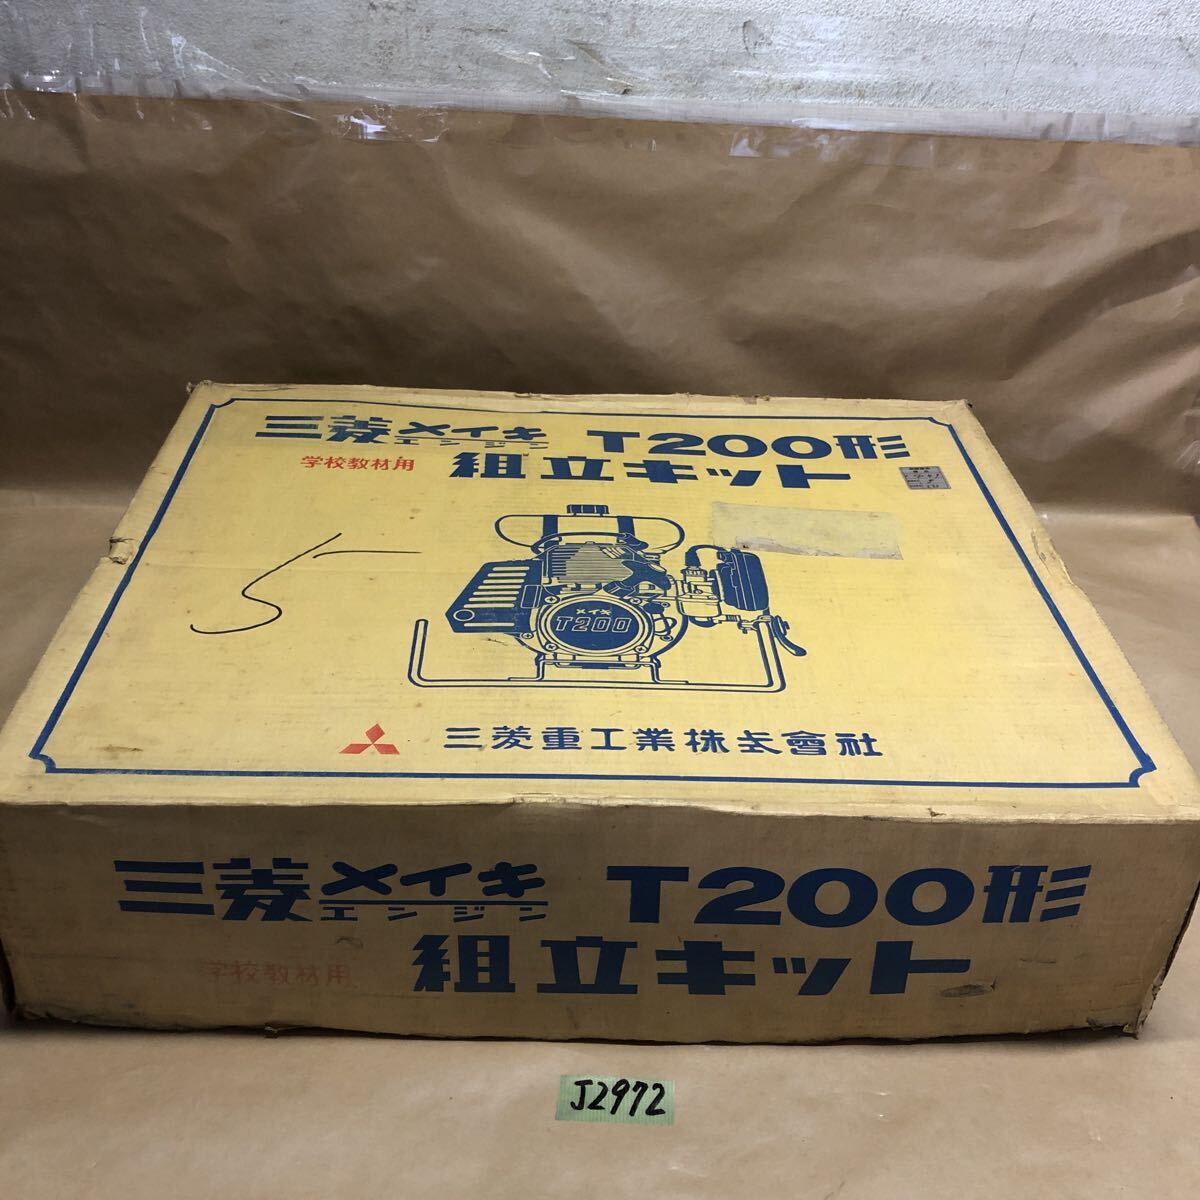 三菱メイキエンジン T200形
学校教材用 組立キット
5
メイキ
T200
三菱重工業株式會社
三菱メイキエンジン T200形
学校教材用 組立キット
J2972